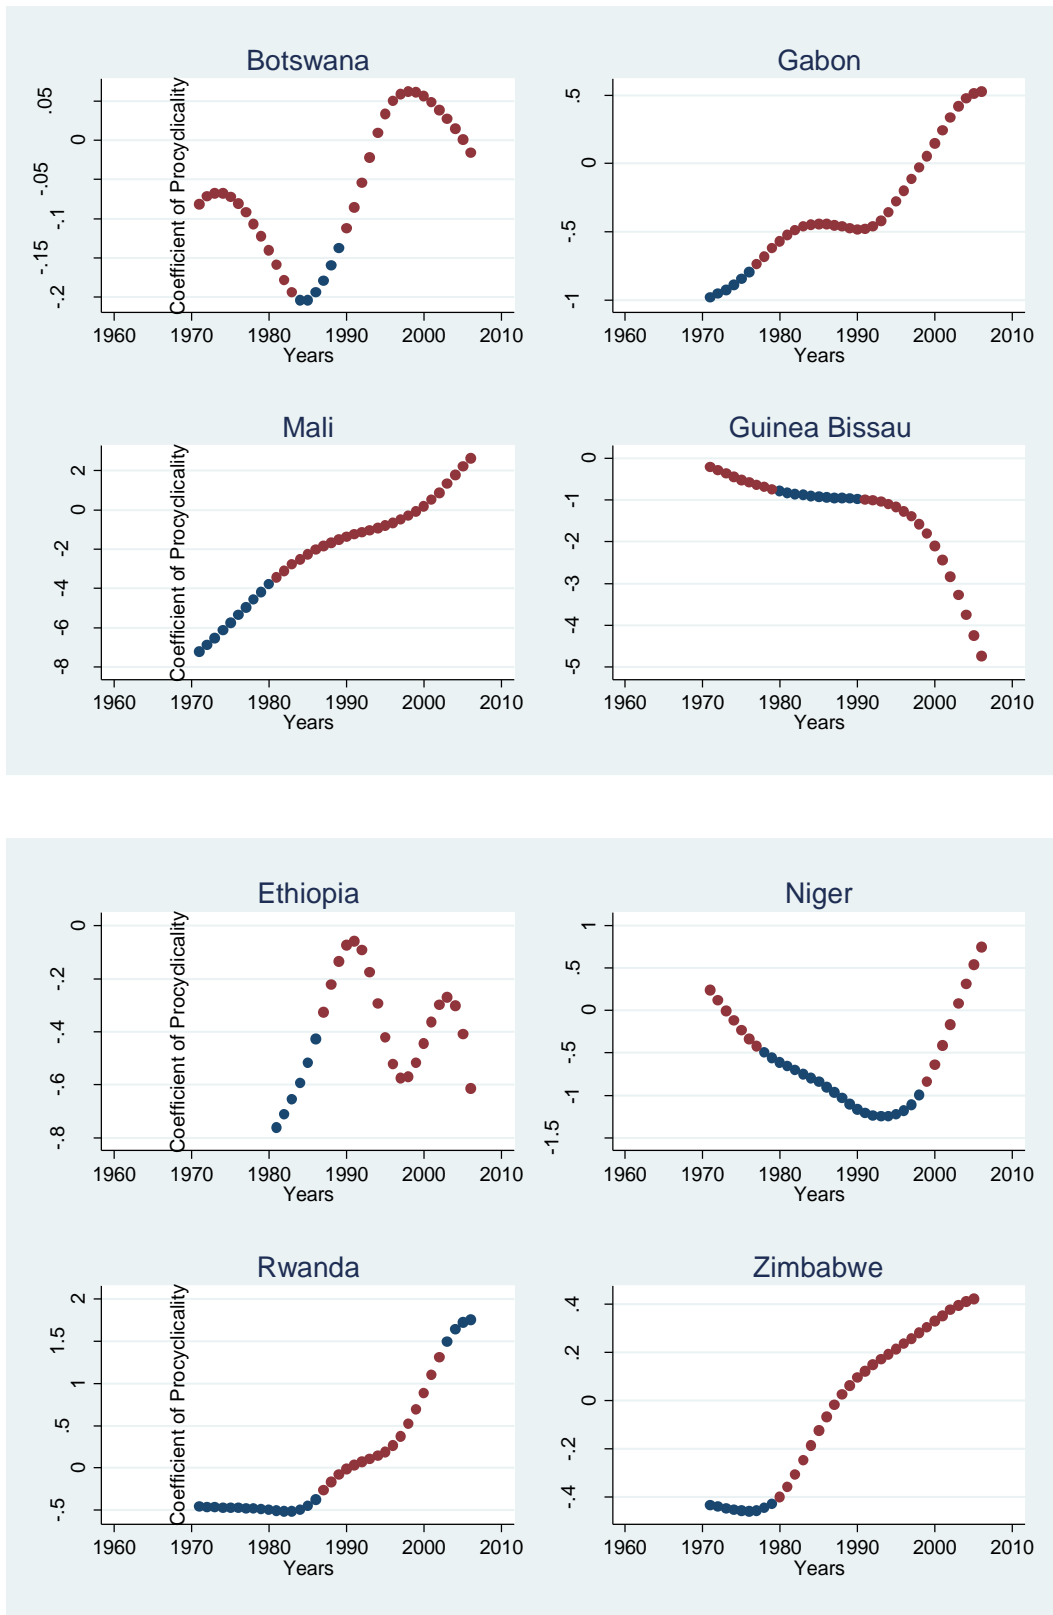 Botswana
Coefficient of Procyclicality
.05
0
-.05
-.1
-.15
-.2
1960 1970 1980 1990 2000 2010
Years
Gabon
.5
0
-.5
-1
1960 1970 1980 1990 2000 2010
Years
Mali
Coefficient of Procyclicality
2
0
-2
-4
-6
-8
1960 1970 1980 1990 2000 2010
Years
Guinea Bissau
0
-1
-2
-3
-4
-5
1960 1970 1980 1990 2000 2010
Years
Ethiopia
Coefficient of Procyclicality
0
-.2
-.4
-.6
-.8
1960 1970 1980 1990 2000 2010
Years
Niger
1
.5
0
-.5
-1
-1.5
1960 1970 1980 1990 2000 2010
Years
Rwanda
Coefficient of Procyclicality
2
1.5
1
.5
0
-.5
1960 1970 1980 1990 2000 2010
Years
Zimbabwe
.4
.2
0
-.2
-.4
1960 1970 1980 1990 2000 2010
Years